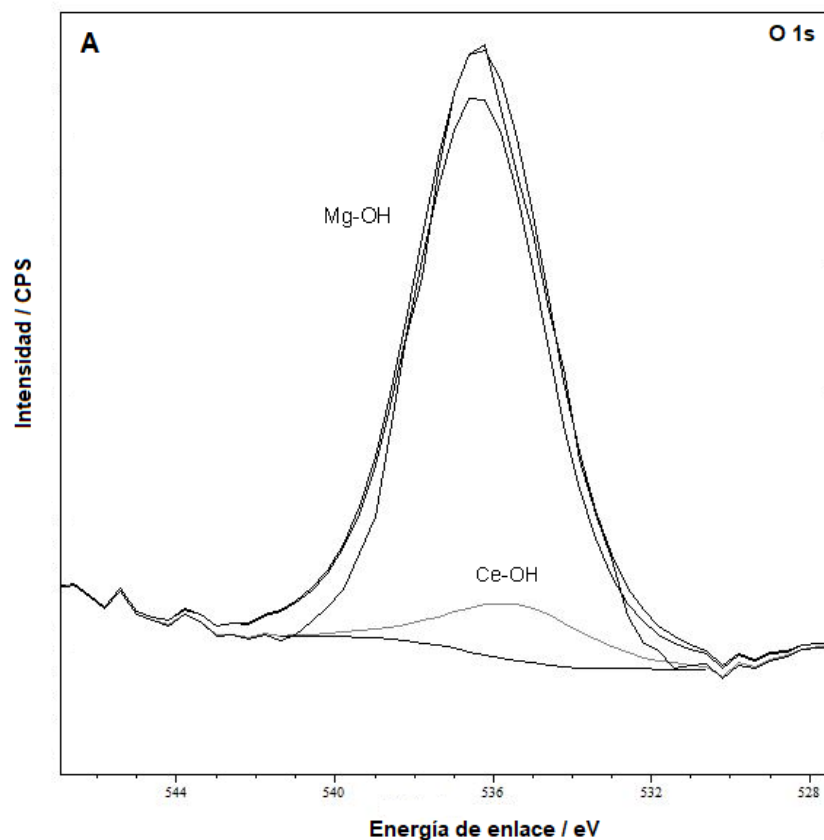 A
O 1s
Mg-OH
Ce-OH
Intensidad / CPS
544 540 536 532 528
Energía de enlace / eV